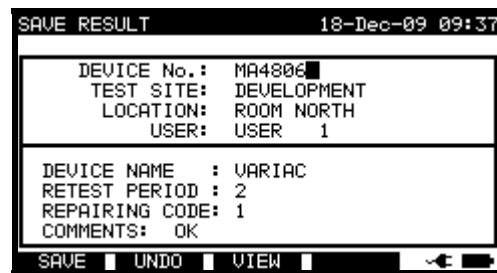 SAVE RESULT 18-Dec-09 09:37
DEVICE No.: MA4806
TEST SITE: DEVELOPMENT
LOCATION: ROOM NORTH
USER: USER 1
DEVICE NAME : VARIAC
RETEST PERIOD : 2
REPAIRING CODE: 1
COMMENTS: OK
SAVE UNDO VIEW